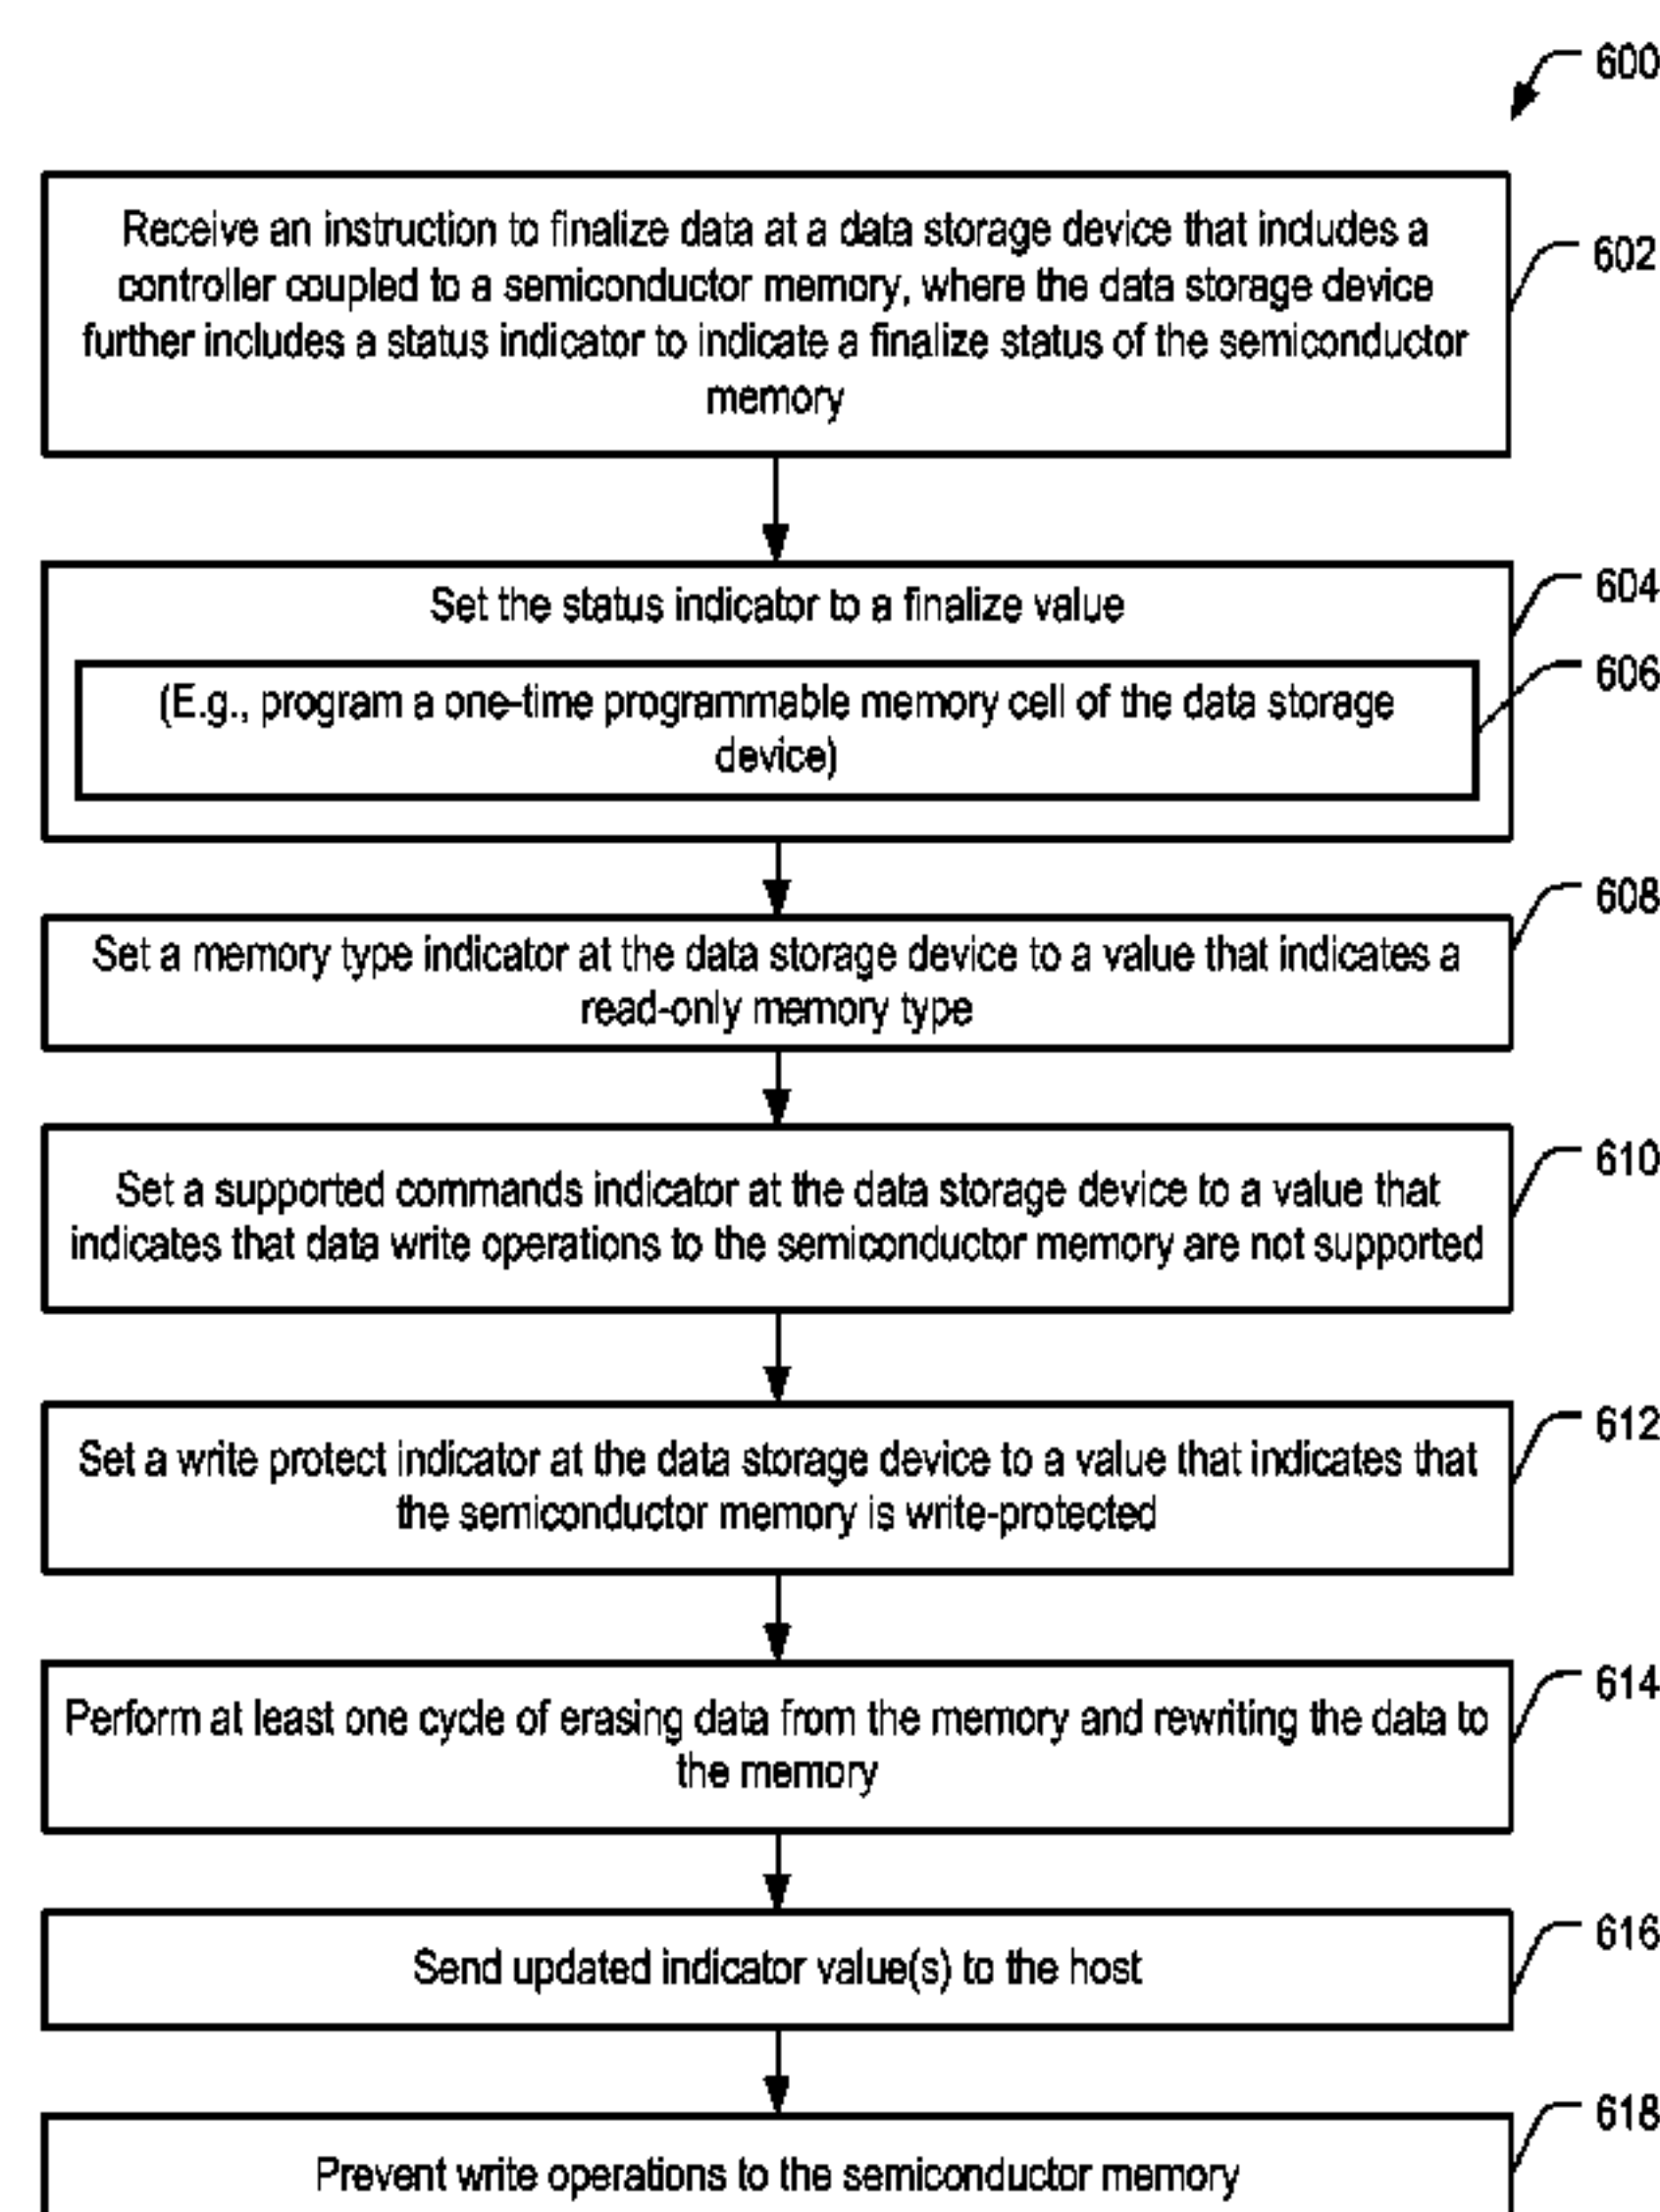 600
Receive an instruction to finalize data at a data storage device that includes a
controller coupled to a semiconductor memory, where the data storage device
further includes a status indicator to indicate a finalize status of the semiconductor
memory
602
Set the status indicator to a finalize value
604
(E.g., program a one-time programmable memory cell of the data storage
device)
606
Set a memory type indicator at the data storage device to a value that indicates a
read-only memory type
608
Set a supported commands indicator at the data storage device to a value that
indicates that data write operations to the semiconductor memory are not supported
610
Set a write protect indicator at the data storage device to a value that indicates that
the semiconductor memory is write-protected
612
Perform at least one cycle of erasing data from the memory and rewriting the data to
the memory
614
Send updated indicator value(s) to the host
616
Prevent write operations to the semiconductor memory
618